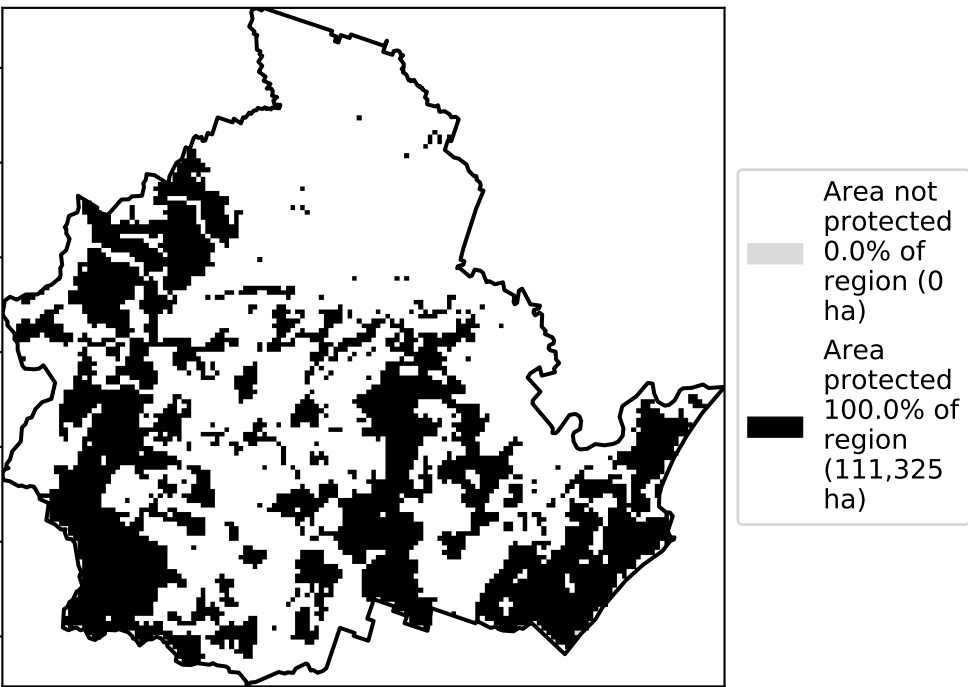 Area not
protected
0.0% of
region (0
ha)
Area
protected
100.0% of
region
(111,325
ha)